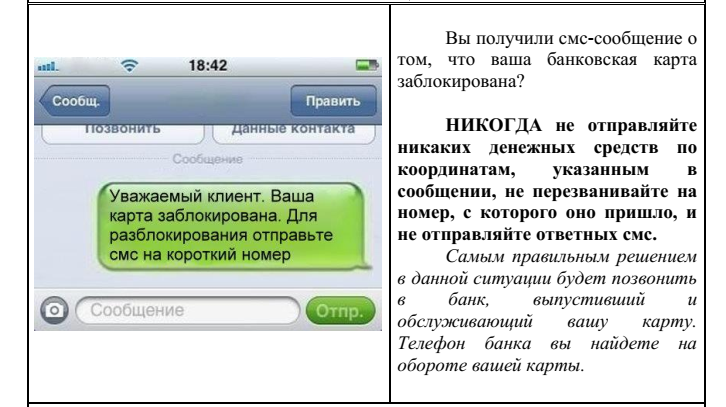 18:42
Сообщ.
Править
Позвонить
Данные контакта
Сообщение
Уважаемый клиент. Ваша
карта заблокирована. Для
разблокирования отправьте
смс на короткий номер
Сообщение
Отпр.
Вы получили смс-сообщение о
том, что ваша банковская карта
заблокирована?
НИКОГДА не отправляйте
никаких денежных средств по
координатам, указанным в
сообщении, не перезванивайте на
номер, с которого оно пришло, и
не отправляйте ответных смс.
Самым правильным решением
в данной ситуации будет позвонить
в банк, выпустивший и
обслуживающий вашу карту.
Телефон банка вы найдете на
обороте вашей карты.